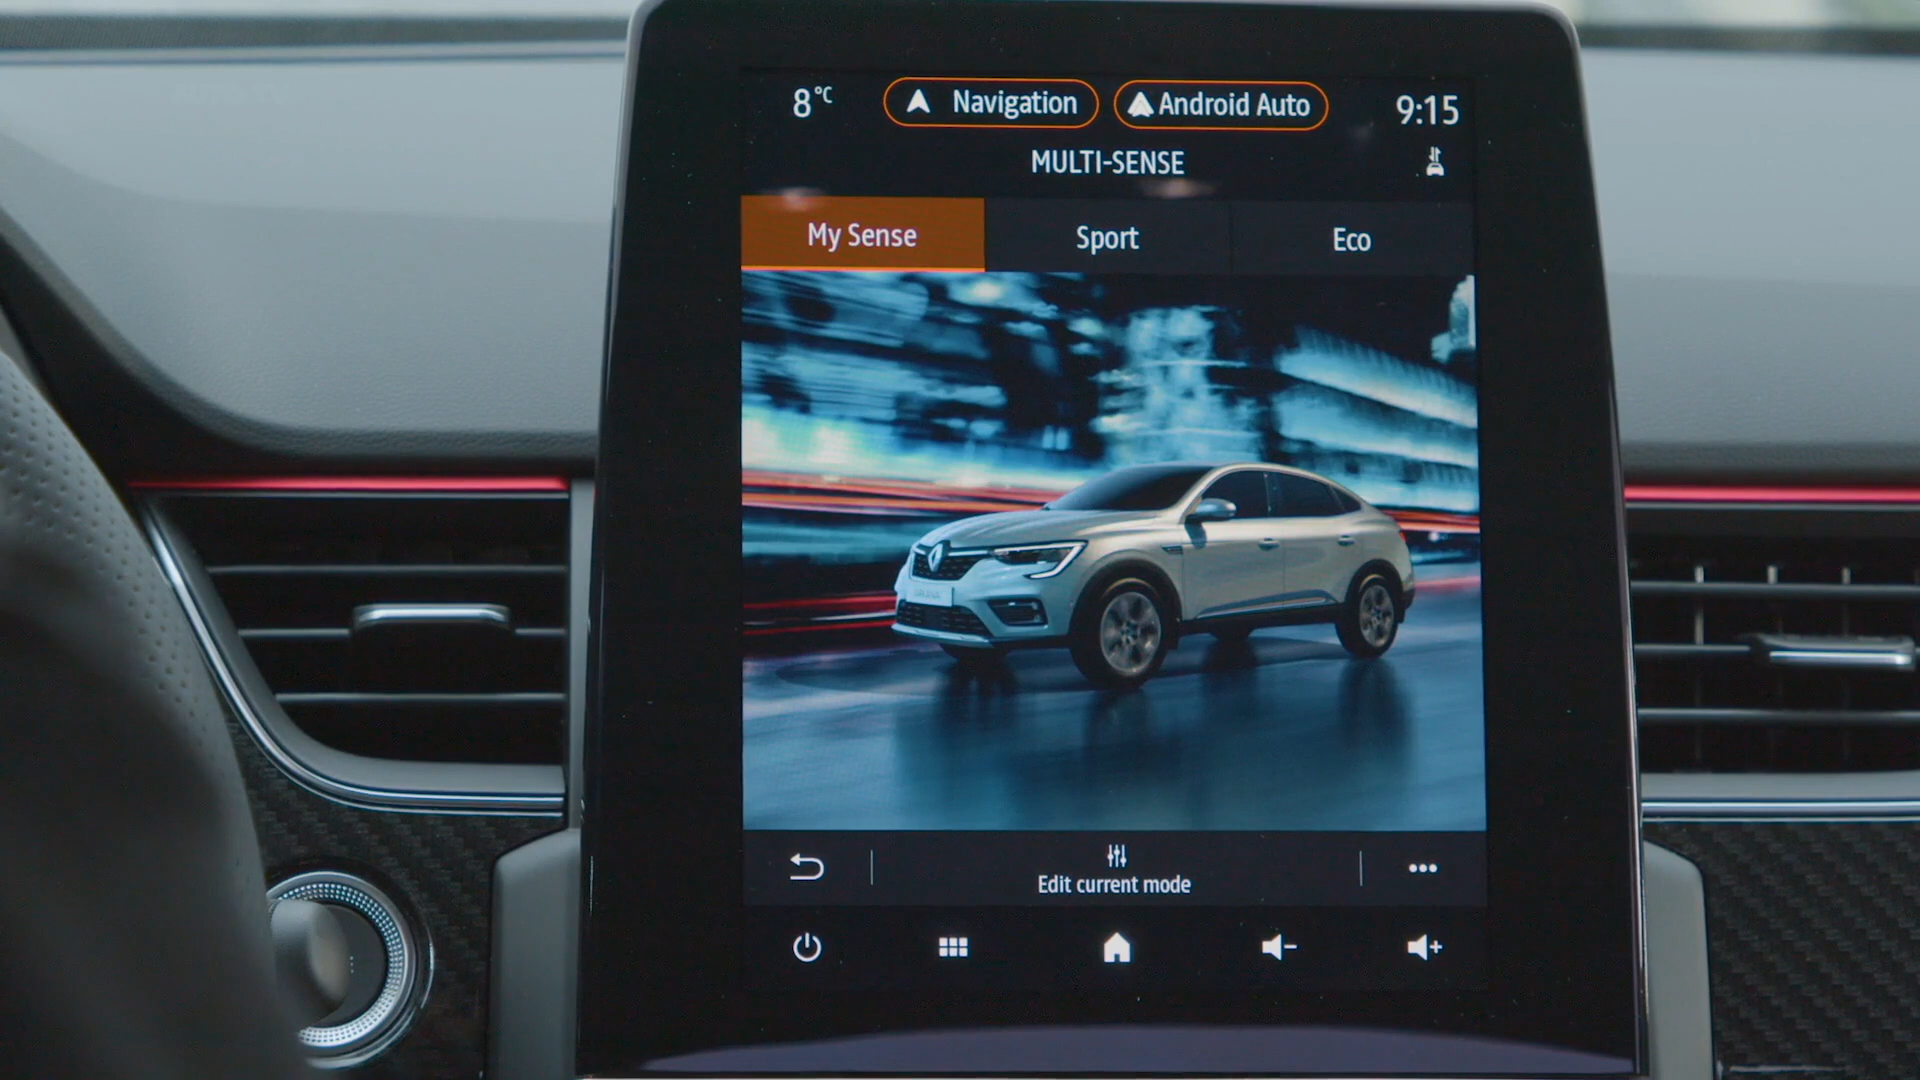 8°C Navigation Android Auto 9:15
MULTI-SENSE
My Sense Sport Eco
Edit current mode